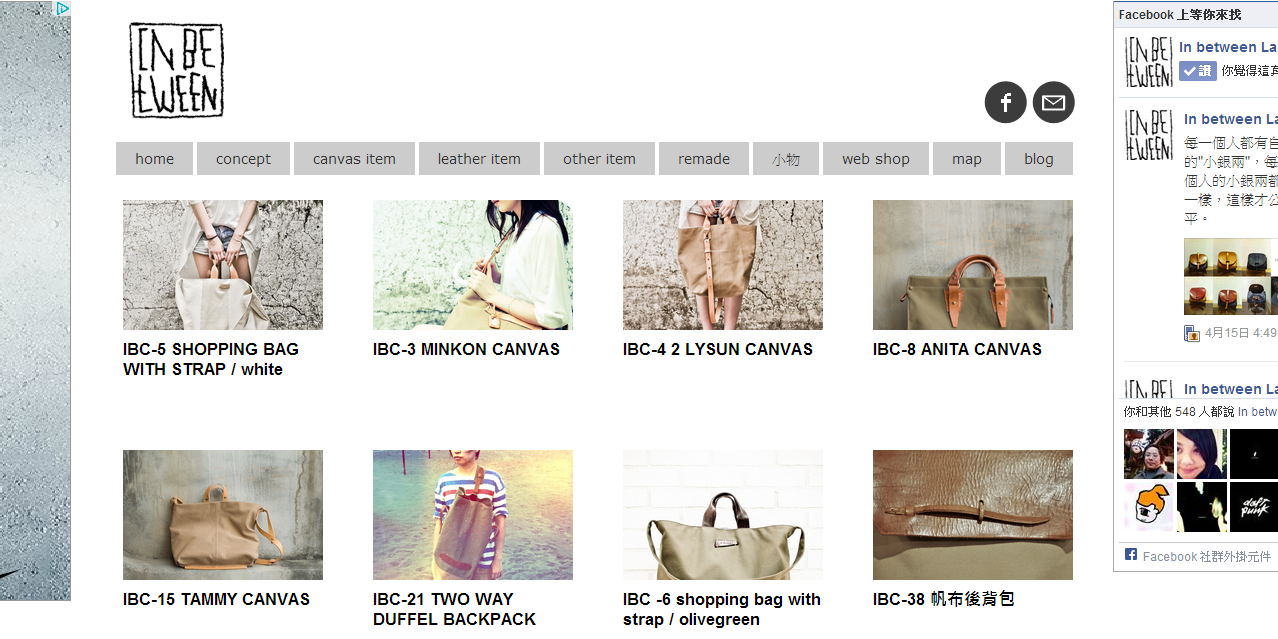 IN BE
tWEEN
home
concept
canvas item
leather item
other item
remade
小物
web shop
map
blog
IBC-5 SHOPPING BAG
WITH STRAP / white
IBC-3 MINKON CANVAS
IBC-4 2 LYSUN CANVAS
IBC-8 ANITA CANVAS
IBC-15 TAMMY CANVAS
IBC-21 TWO WAY
DUFFEL BACKPACK
IBC -6 shopping bag with
strap / olivegreen
IBC-38 帆布後背包
Facebook 上等你來找
IN BE
tWEEN
In between La
讚 你覺得這真
IN BE
tWEEN
In between La
每一個人都有自
的"小銀兩"，每
個人的小銀兩都
一樣，這樣才公
平。
4月15日 4:49
IN BE
In between La
你和其他 548 人都說 In betw
daft
punk
Facebook 社群外掛元件